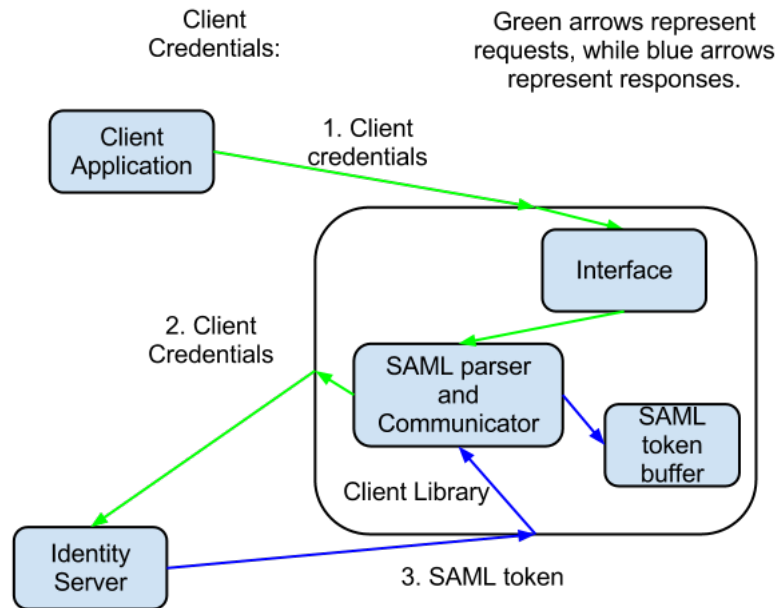 Client
Credentials:
Green arrows represent
requests, while blue arrows
represent responses.
Client
Application
1. Client
credentials
Interface
2. Client
Credentials
SAML parser
and
Communicator
SAML
token
buffer
Client Library
Identity
Server
3. SAML token